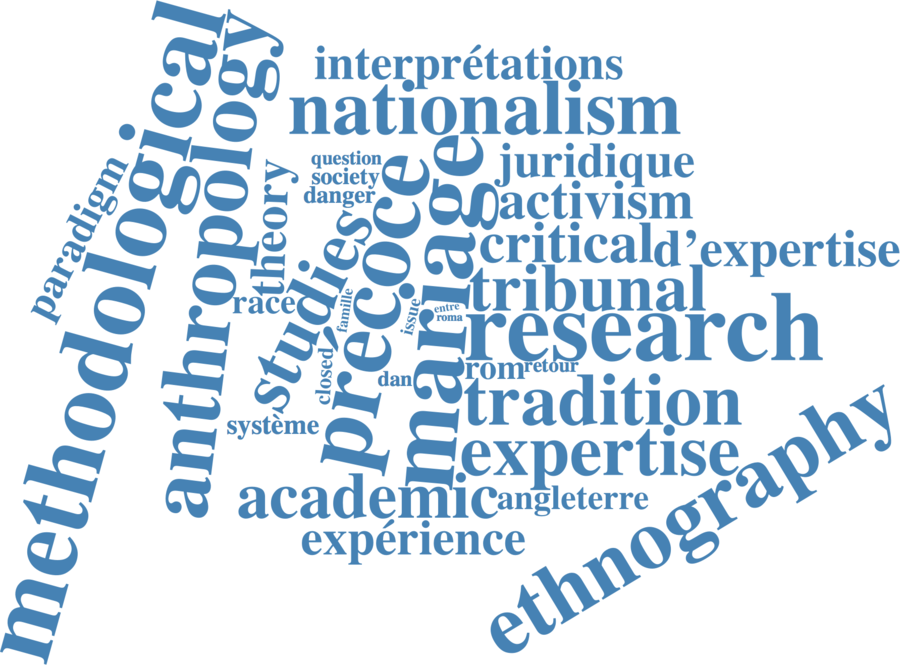 methodological
anthropology
paradigm
interprétations
nationalism
question
society
danger
theory
juridique
activism
précoce
mariage
critical
d’expertise
studies
race
famille
issue
entre
roma
tribunal
research
closed
dan
rom
retour
tradition
système
expertise
academic
angleterre
expérience
ethnography